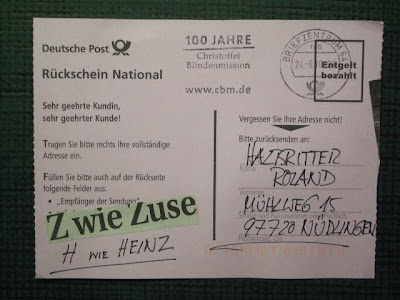 Deutsche Post
Rückschein National
100 JAHRE
Christoffel
Blindenmission
www.cbm.de
BRIEFZENTRUM 64
Entgelt
bezahlt
Sehr geehrte Kundin,
sehr geehrter Kunde!
Tragen Sie bitte rechts Ihre vollständige
Adresse ein.
Füllen Sie bitte auch auf der Rückseite
folgende Felder aus:
„Empfänger der Sendung“
Z wie Zuse
H WIE HEINZ
Vergessen Sie Ihre Adresse nicht!
Bitte zurücksenden an:
HALBRITTER
Name
ROLAND
MÜHLWEG 15
97720 NÜDLINGEN